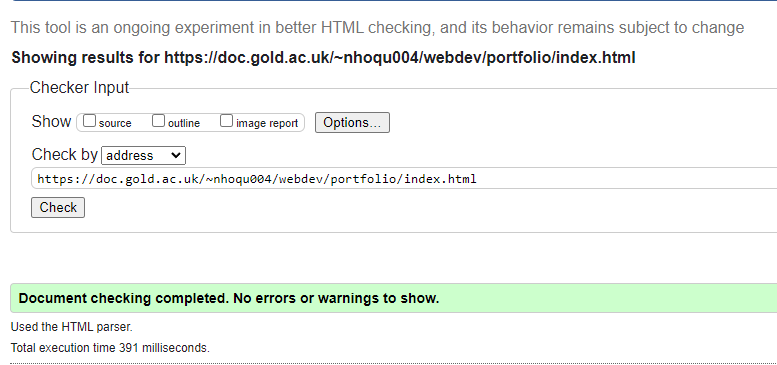 This tool is an ongoing experiment in better HTML checking, and its behavior remains subject to change
Showing results for https://doc.gold.ac.uk/~nhoqu004/webdev/portfolio/index.html
Checker Input
Show source outline image report Options...
Check by address
https://doc.gold.ac.uk/~nhoqu004/webdev/portfolio/index.html
Check
Document checking completed. No errors or warnings to show.
Used the HTML parser.
Total execution time 391 milliseconds.